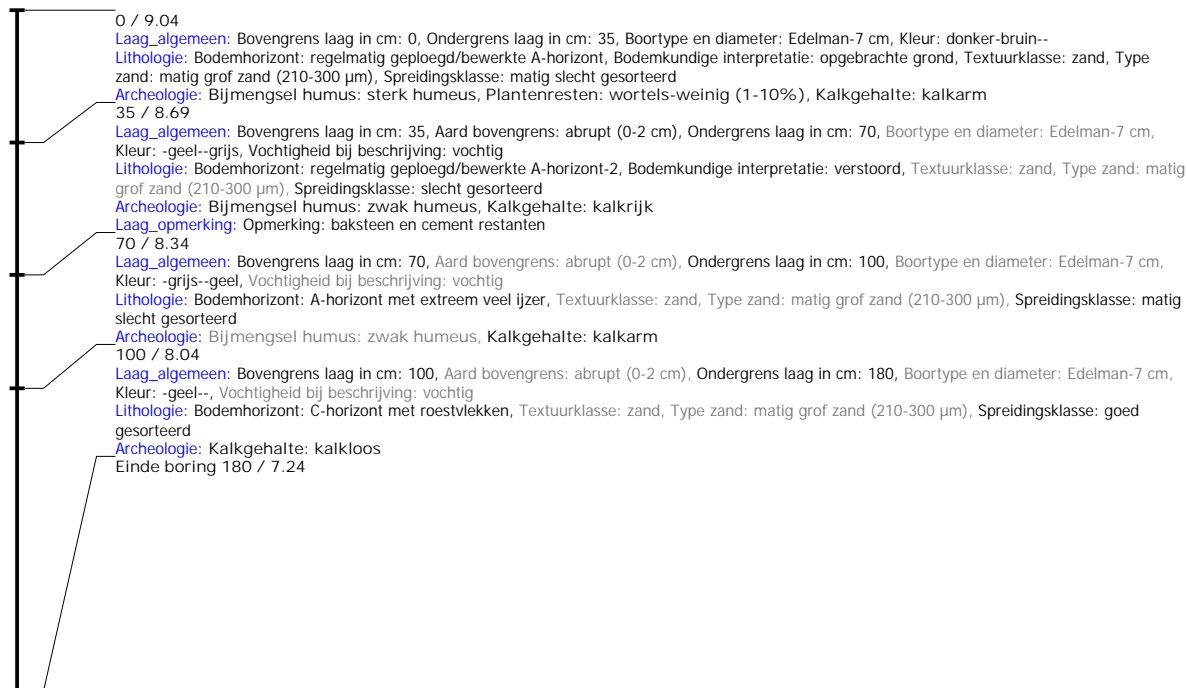 0 / 9.04
Laag_algemeen: Bovengrens laag in cm: 0, Ondergrens laag in cm: 35, Boortype en diameter: Edelman-7 cm, Kleur: donker-bruin--
Lithologie: Bodemhorizont: regelmatig geploegd/bewerkte A-horizont, Bodemkundige interpretatie: opgebrachte grond, Textuurklasse: zand, Type
zand: matig grof zand (210-300 µm), Spreidingsklasse: matig slecht gesorteerd
Archeologie: Bijmengsel humus: sterk humeus, Plantenresten: wortels-weinig (1-10%), Kalkgehalte: kalkarm
35 / 8.69
Laag_algemeen: Bovengrens laag in cm: 35, Aard bovengrens: abrupt (0-2 cm), Ondergrens laag in cm: 70, Boortype en diameter: Edelman-7 cm,
Kleur: -geel--grijs, Vochtigheid bij beschrijving: vochtig
Lithologie: Bodemhorizont: regelmatig geploegd/bewerkte A-horizont-2, Bodemkundige interpretatie: verstoord, Textuurklasse: zand, Type zand: matig
grof zand (210-300 µm), Spreidingsklasse: slecht gesorteerd
Archeologie: Bijmengsel humus: zwak humeus, Kalkgehalte: kalkrijk
Laag_opmerking: Opmerking: baksteen en cement restanten
70 / 8.34
Laag_algemeen: Bovengrens laag in cm: 70, Aard bovengrens: abrupt (0-2 cm), Ondergrens laag in cm: 100, Boortype en diameter: Edelman-7 cm,
Kleur: -grijs--geel, Vochtigheid bij beschrijving: vochtig
Lithologie: Bodemhorizont: A-horizont met extreem veel ijzer, Textuurklasse: zand, Type zand: matig grof zand (210-300 µm), Spreidingsklasse: matig
slecht gesorteerd
Archeologie: Bijmengsel humus: zwak humeus, Kalkgehalte: kalkarm
100 / 8.04
Laag_algemeen: Bovengrens laag in cm: 100, Aard bovengrens: abrupt (0-2 cm), Ondergrens laag in cm: 180, Boortype en diameter: Edelman-7 cm,
Kleur: -geel--, Vochtigheid bij beschrijving: vochtig
Lithologie: Bodemhorizont: C-horizont met roestvlekken, Textuurklasse: zand, Type zand: matig grof zand (210-300 µm), Spreidingsklasse: goed
gesorteerd
Archeologie: Kalkgehalte: kalkloos
Einde boring 180 / 7.24